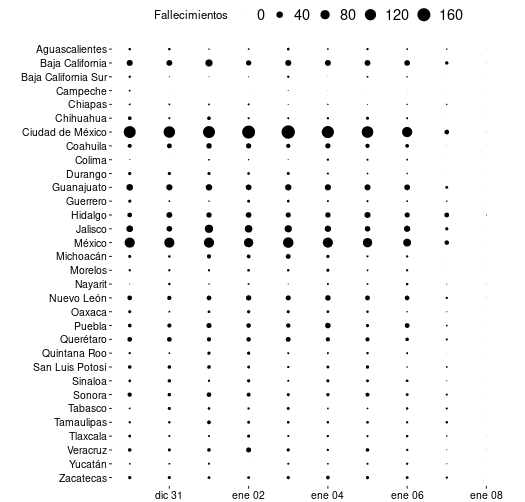 Fallecimientos 0 40 80 120 160
Aguascalientes
Baja California
Baja California Sur
Campeche
Chiapas
Chihuahua
Ciudad de México
Coahuila
Colima
Durango
Guanajuato
Guerrero
Hidalgo
Jalisco
México
Michoacán
Morelos
Nayarit
Nuevo León
Oaxaca
Puebla
Querétaro
Quintana Roo
San Luis Potosí
Sinaloa
Sonora
Tabasco
Tamaulipas
Tlaxcala
Veracruz
Yucatán
Zacatecas
dic 31 ene 02 ene 04 ene 06 ene 08